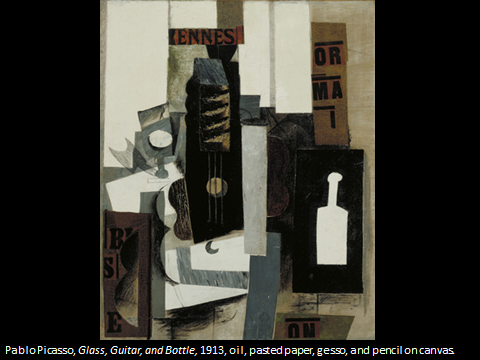 ENNES
OR
MA
I
B
S
E
ON
Pablo Picasso, Glass, Guitar, and Bottle, 1913, oil, pasted paper, gesso, and pencil on canvas.